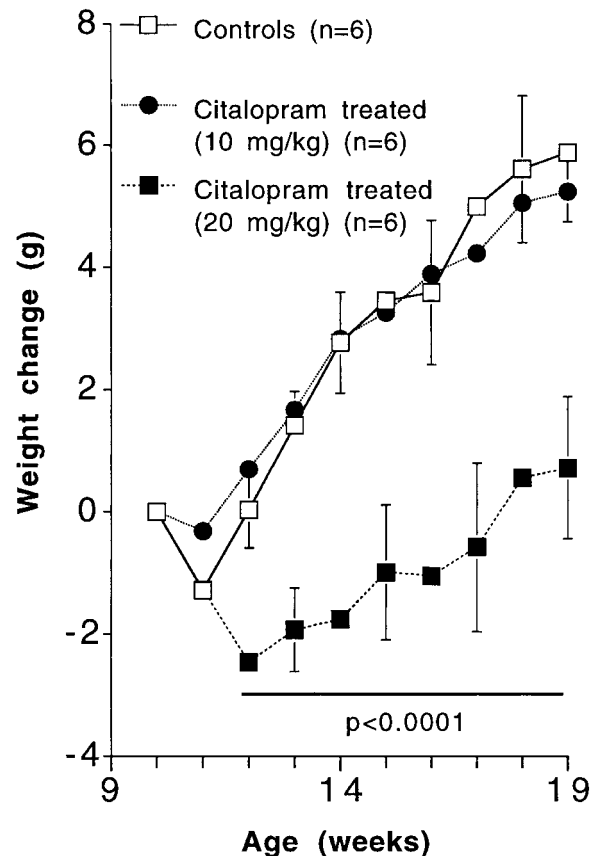 Controls (n=6)
Citalopram treated
(10 mg/kg) (n=6)
Citalopram treated
(20 mg/kg) (n=6)
Weight change (g)
8
6
4
2
0
-2
-4
p<0.0001
9 14 19
Age (weeks)